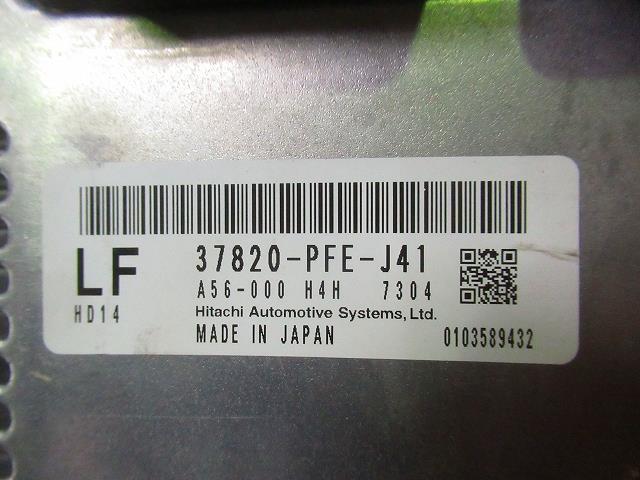 LF
HD14
37820-PFE-J41
A56-000 H4H 7304
Hitachi Automotive Systems, Ltd.
MADE IN JAPAN
0103589432